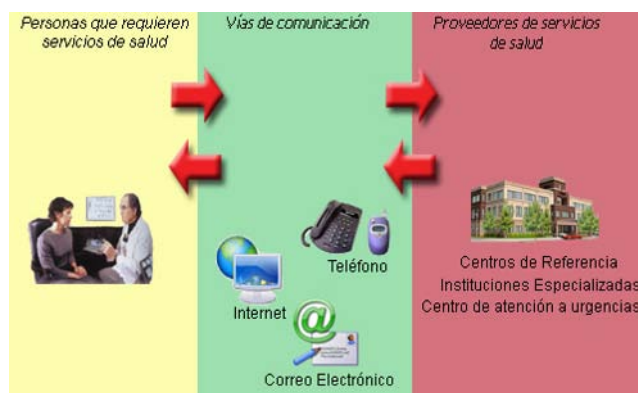 Personas que requieren
servicios de salud
Vías de comunicación
Proveedores de servicios
de salud
Teléfono
Internet
Correo Electrónico
Centros de Referencia
Instituciones Especializadas
Centro de atención a urgencias